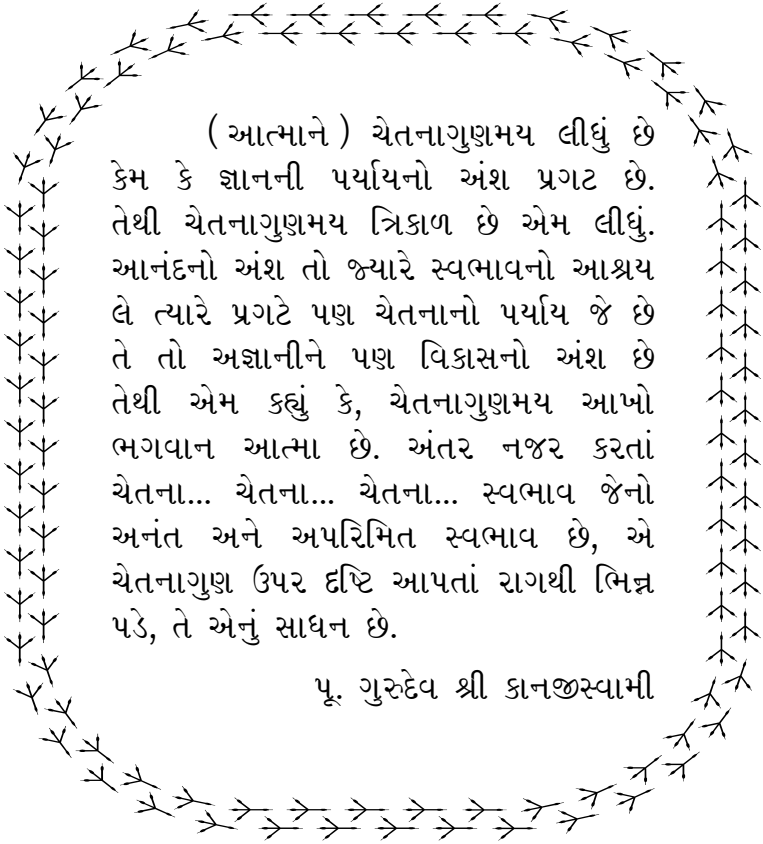 ( આત્માને ) ચેતનાગુણમય લીધું છે
કેમ કે જ્ઞાનની પર્યાયનો અંશ પ્રગટ છે.
તેથી ચેતનાગુણમય ત્રિકાળ છે એમ લીધું.
આનંદનો અંશ તો જ્યારે સ્વભાવનો આશ્રય
લે ત્યારે પ્રગટે પણ ચેતનાનો પર્યાય જે છે
તે તો અજ્ઞાનીને પણ વિકાસનો અંશ છે
તેથી એમ કહ્યું કે, ચેતનાગુણમય આખો
ભગવાન આત્મા છે. અંતર નજર કરતાં
ચેતના... ચેતના... ચેતના... સ્વભાવ જેનો
અનંત અને અપરિમિત સ્વભાવ છે, એ
ચેતનાગુણ ઉપર દષ્ટિ આપતાં રાગથી ભિન્ન
પડે, તે એનું સાધન છે.
પૂ. ગુરુદેવ શ્રી કાનજીસ્વામી